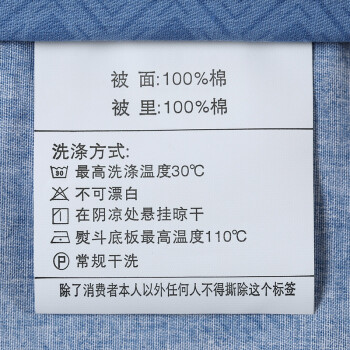 被 面:100%棉
被 里:100%棉
洗涤方式:
30 最高洗涤温度30℃
不可漂白
在阴凉处悬挂晾干
熨斗底板最高温度110℃
P 常规干洗
除了消费者本人以外任何人不得撕除这个标签